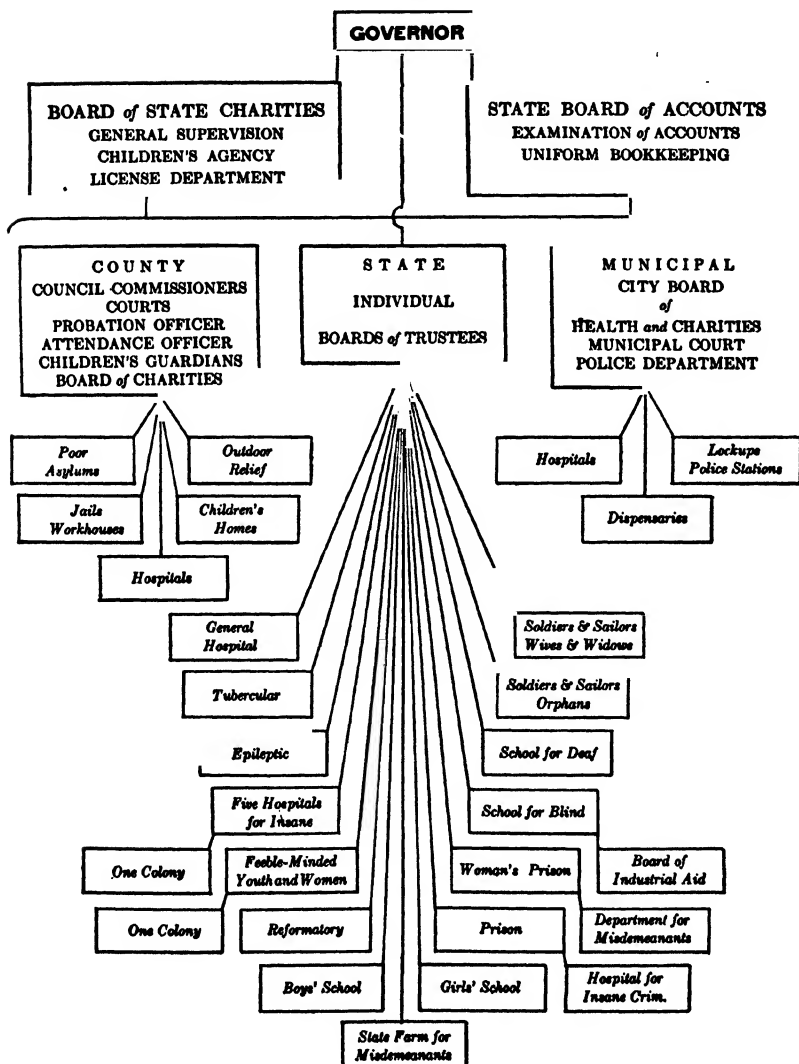 GOVERNOR
BOARD of STATE CHARITIES
GENERAL SUPERVISION
CHILDREN'S AGENCY
LICENSE DEPARTMENT
STATE BOARD of ACCOUNTS
EXAMINATION of ACCOUNTS
UNIFORM BOOKKEEPING
COUNTY
COUNCIL COMMISSIONERS
COURTS
PROBATION OFFICER
ATTENDANCE OFFICER
CHILDREN'S GUARDIANS
BOARD of CHARITIES
STATE
INDIVIDUAL
BOARDS of TRUSTEES
MUNICIPAL
CITY BOARD
of
HEALTH and CHARITIES
MUNICIPAL COURT
POLICE DEPARTMENT
Poor
Asylums
Outdoor
Relief
Jails
Workhouses
Children's
Homes
Hospitals
Hospitals
Lockups
Police Stations
Dispensaries
General
Hospital
Soldiers & Sailors
Wives & Widows
Tubercular
Soldiers & Sailors
Orphans
Epileptic
School for Deaf
Five Hospitals
for Insane
School for Blind
One Colony
Feeble-Minded
Youth and Women
Woman's Prison
Board of
Industrial Aid
One Colony
Reformatory
Prison
Department for
Misdemeanants
Boys' School
Girls' School
Hospital for
Insane Crim.
State Farm for
Misdemeanants